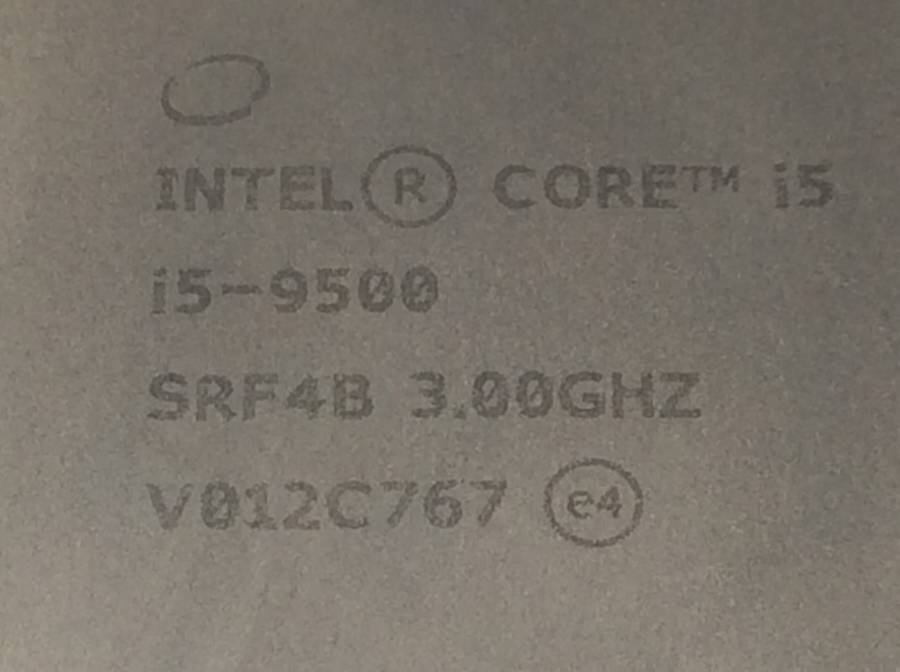 INTEL® CORE™ i5
i5-9500
SRF4B 3.00GHZ
V012C767 e4